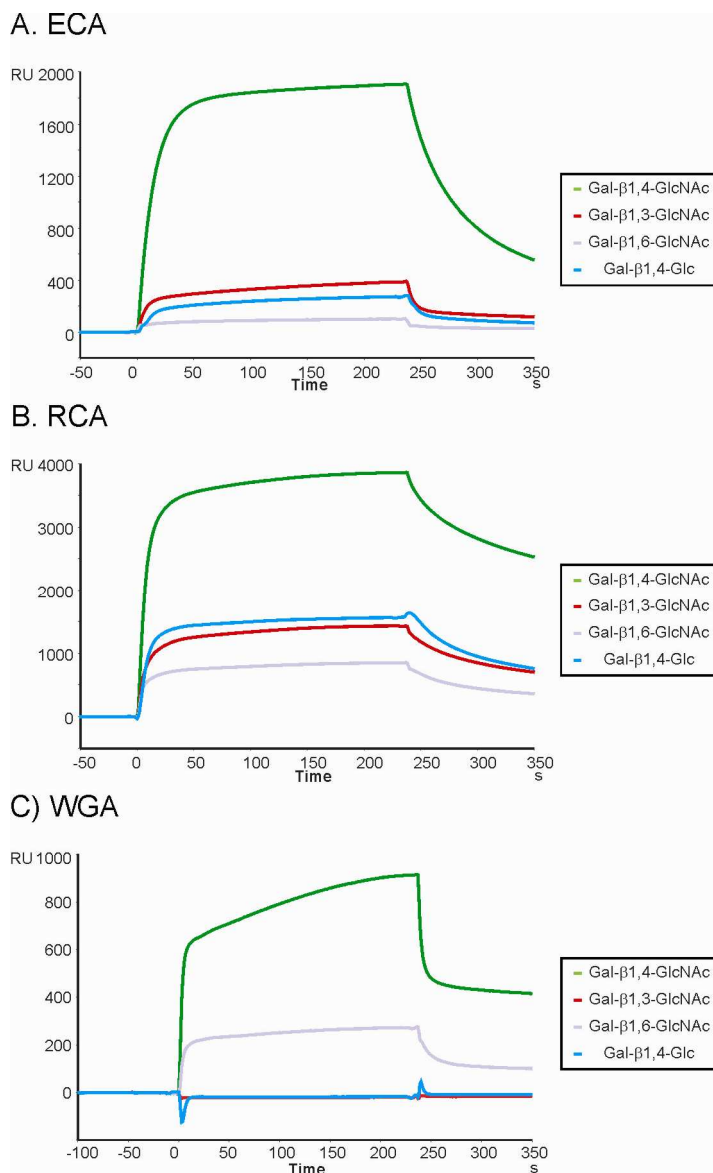 A. ECA
RU 2000
1600
1200
800
400
0
-50 0 50 100 150 200 250 300 350
Time s
Gal-β1,4-GlcNAc
Gal-β1,3-GlcNAc
Gal-β1,6-GlcNAc
Gal-β1,4-Glc
B. RCA
RU 4000
3000
2000
1000
0
-50 0 50 100 150 200 250 300 350
Time s
Gal-β1,4-GlcNAc
Gal-β1,3-GlcNAc
Gal-β1,6-GlcNAc
Gal-β1,4-Glc
C) WGA
RU 1000
800
600
400
200
0
-100 -50 0 50 100 150 200 250 300 350
Time s
Gal-β1,4-GlcNAc
Gal-β1,3-GlcNAc
Gal-β1,6-GlcNAc
Gal-β1,4-Glc